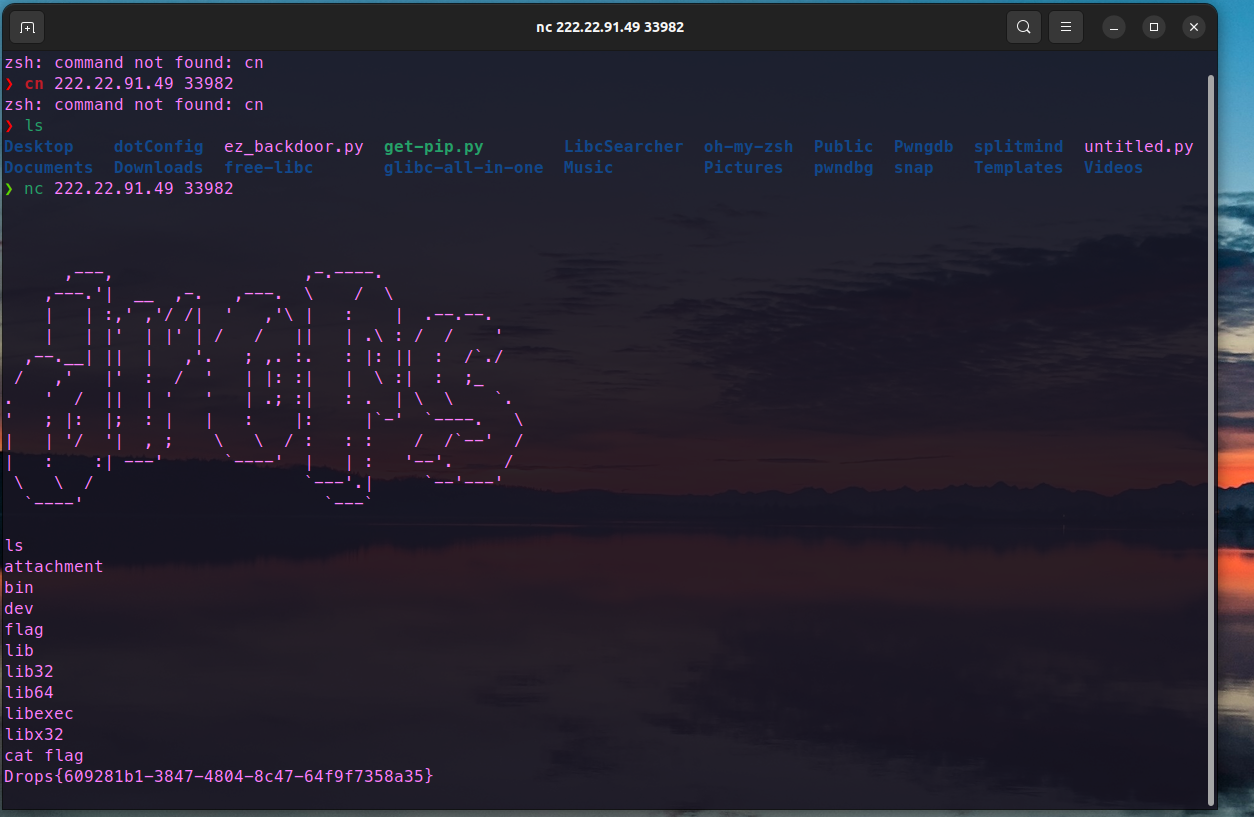 nc 222.22.91.49 33982
zsh: command not found: cn
❯ cn 222.22.91.49 33982
zsh: command not found: cn
❯ ls
Desktop    dotConfig  ez_backdoor.py  get-pip.py        LibcSearcher  oh-my-zsh  Public  Pwngdb  splitmind  untitled.py
Documents  Downloads  free-libc       glibc-all-in-one  Music         Pictures   pwndbg  snap    Templates  Videos
❯ nc 222.22.91.49 33982
      ,---,                   ,-.----.
    ,---.'|  __  ,-.   ,---.  \    /  \
    |   | :,' ,'/ /|  '   ,'\ |   :    |  .--.--.
    |   | |'  | |' | /   /   ||   | .\ : /  /    '
  ,--.__| ||  |   ,'.   ; ,. :.   : |: ||  :  /`./
 /   ,'   |'  :  /  '   | |: :|   |  \ :|  :  ;_
.   '  /  ||  | '   '   | .; :|   : .  | \  \    `.
'   ; |:  |;  : |   |   :    |:     |`-'  `----.   \
|   | '/  '|  , ;    \   \  / :   : :    /  /`--'  /
|   :    :| ---'      `----'  |   | :   '--'.     /
 \   \  /                     `---'.|     `--'---'
  `----'                        `---`
ls
attachment
bin
dev
flag
lib
lib32
lib64
libexec
libx32
cat flag
Drops{609281b1-3847-4804-8c47-64f9f7358a35}